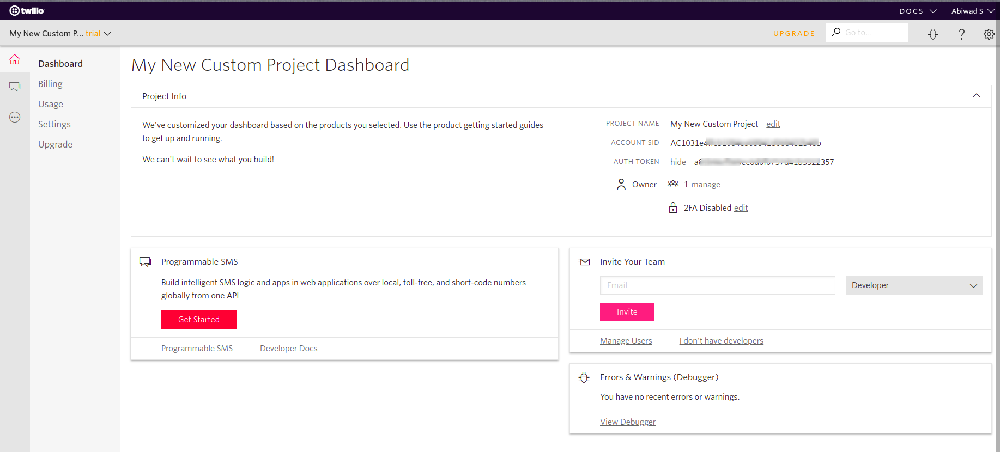 twilio
DOCS
Abiwad S
My New Custom P... trial
UPGRADE
Go to...
Dashboard
Billing
Usage
Settings
Upgrade
My New Custom Project Dashboard
Project Info
We've customized your dashboard based on the products you selected. Use the product getting started guides
to get up and running.
We can't wait to see what you build!
PROJECT NAME My New Custom Project edit
ACCOUNT SID
AUTH TOKEN hide
Owner 1 manage
2FA Disabled edit
Programmable SMS
Build intelligent SMS logic and apps in web applications over local, toll-free, and short-code numbers
globally from one API
Get Started
Programmable SMS Developer Docs
Invite Your Team
Email Developer
Invite
Manage Users I don't have developers
Errors & Warnings (Debugger)
You have no recent errors or warnings.
View Debugger